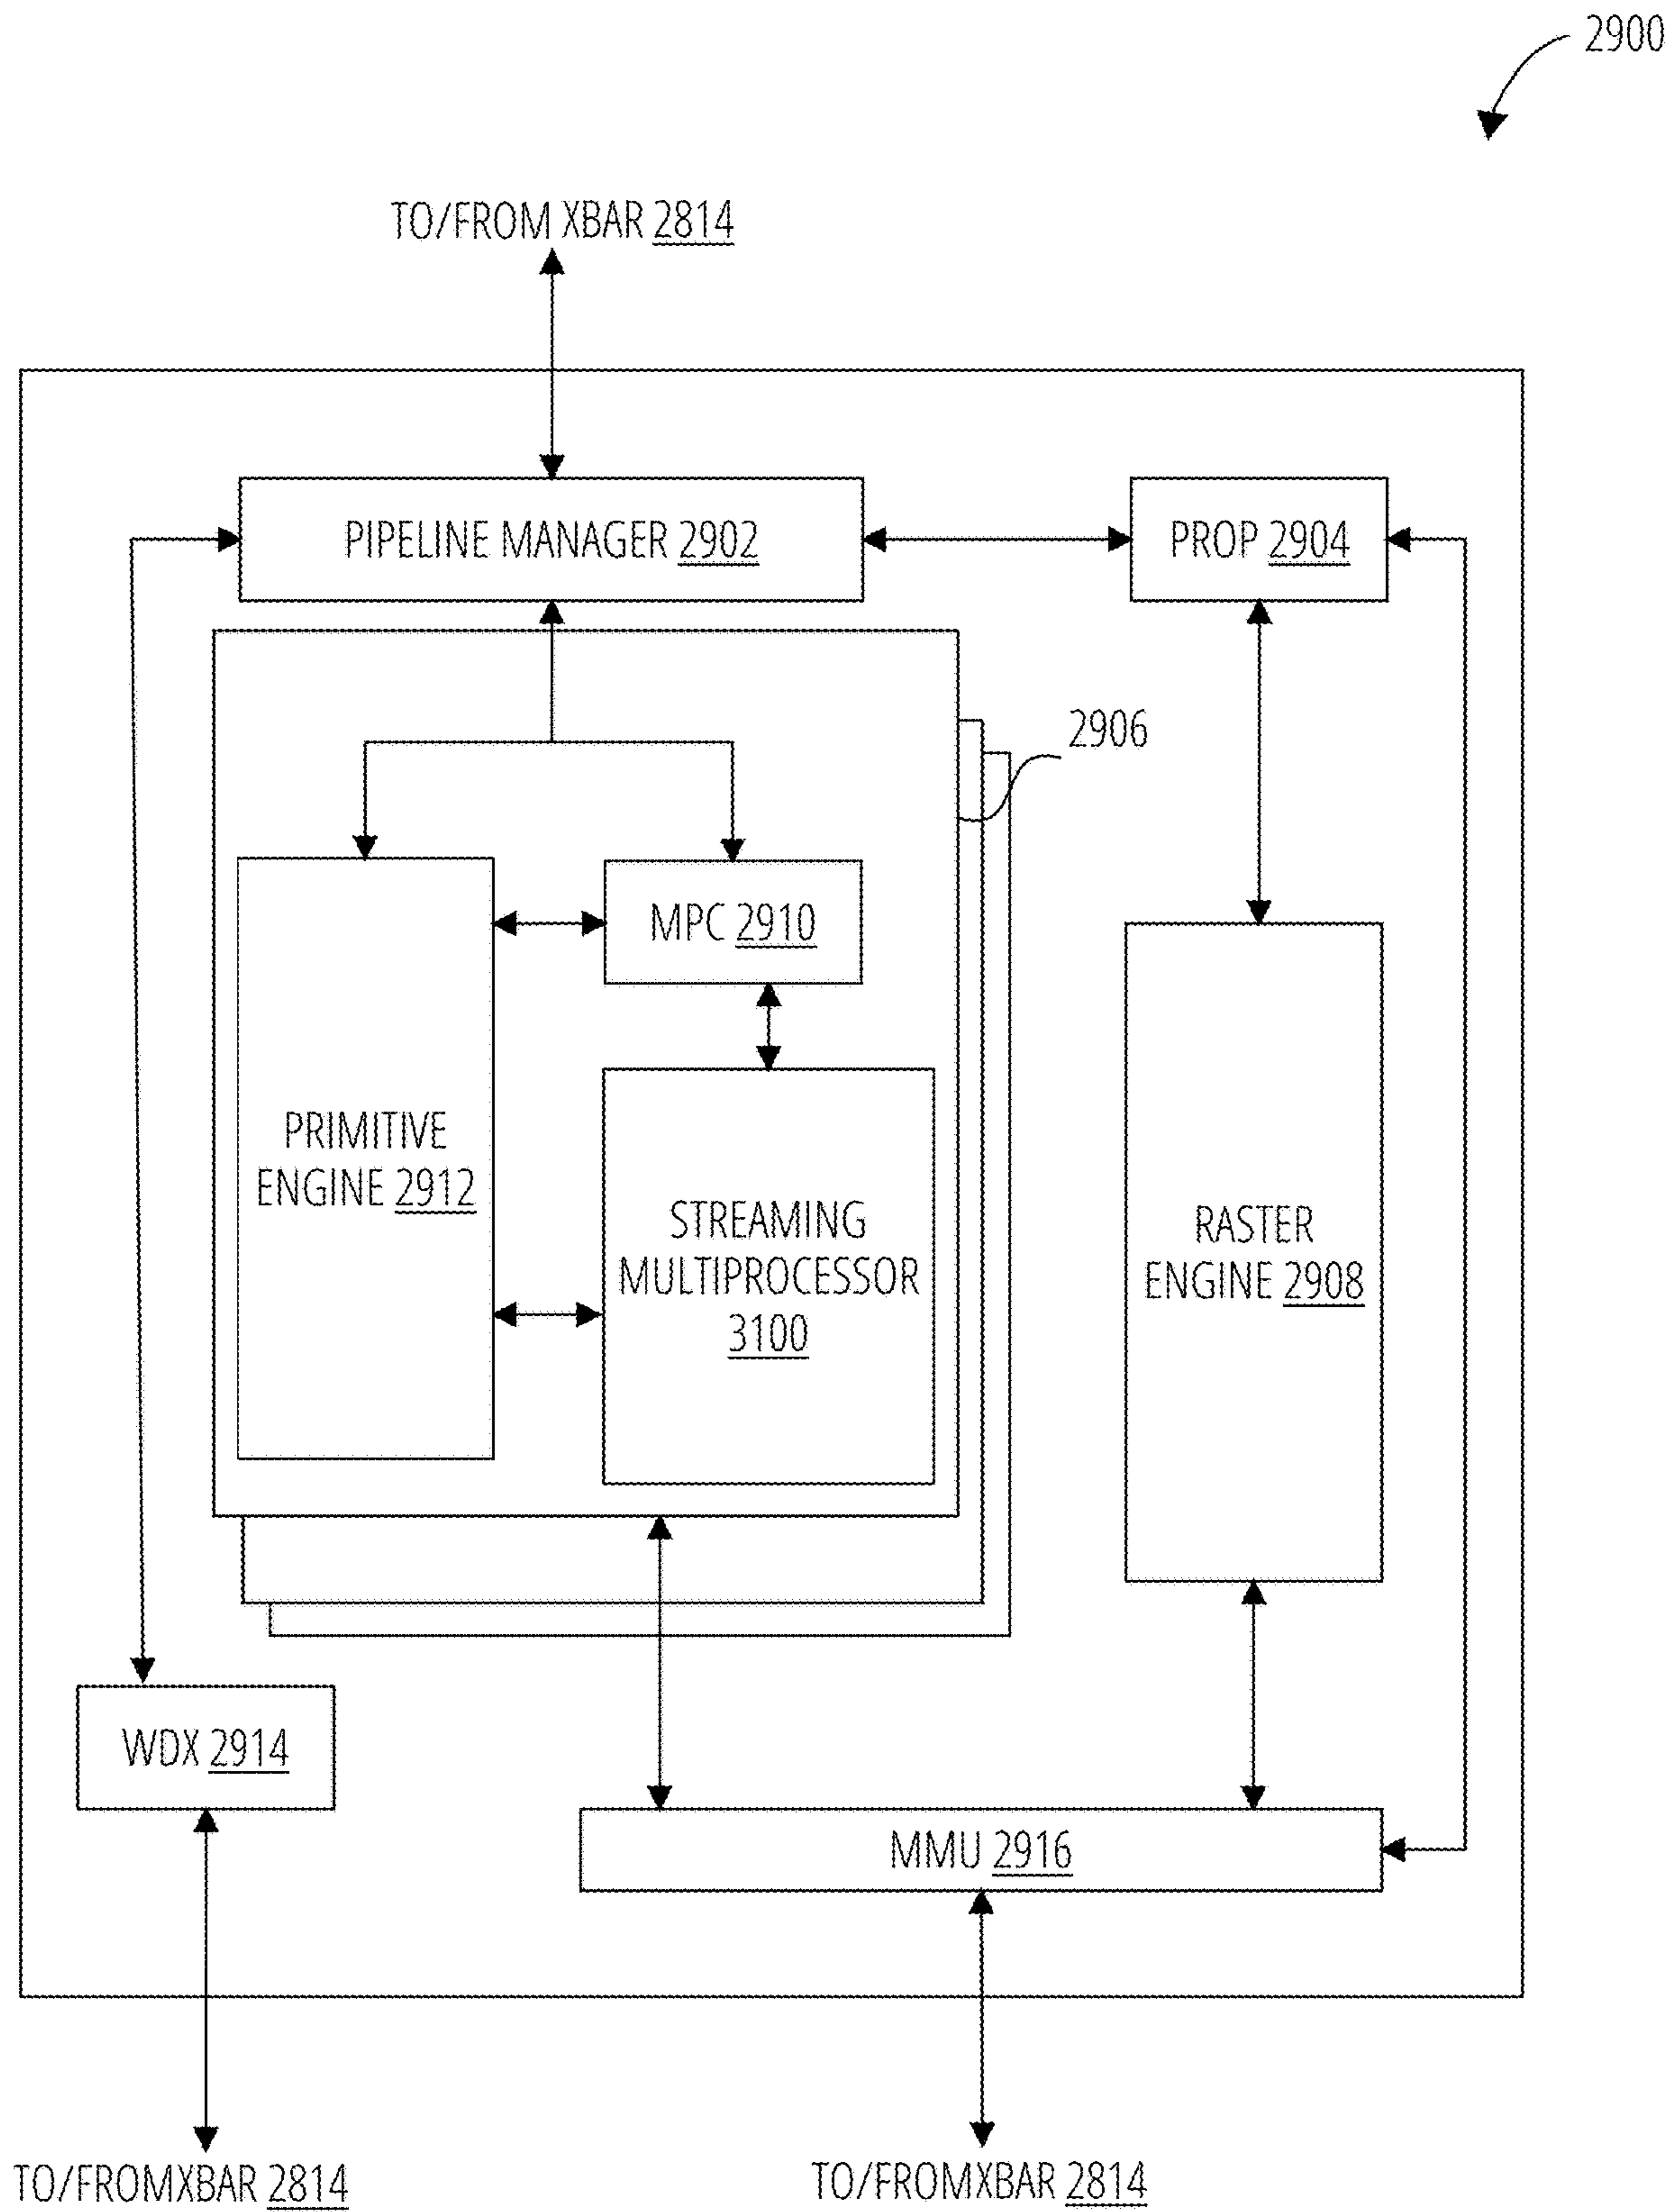 2900
TO/FROM XBAR 2814
PIPELINE MANAGER 2902
PROP 2904
2906
MPC 2910
PRIMITIVE
ENGINE 2912
STREAMING
MULTIPROCESSOR
3100
RASTER
ENGINE 2908
WDX 2914
MMU 2916
TO/FROMXBAR 2814
TO/FROMXBAR 2814